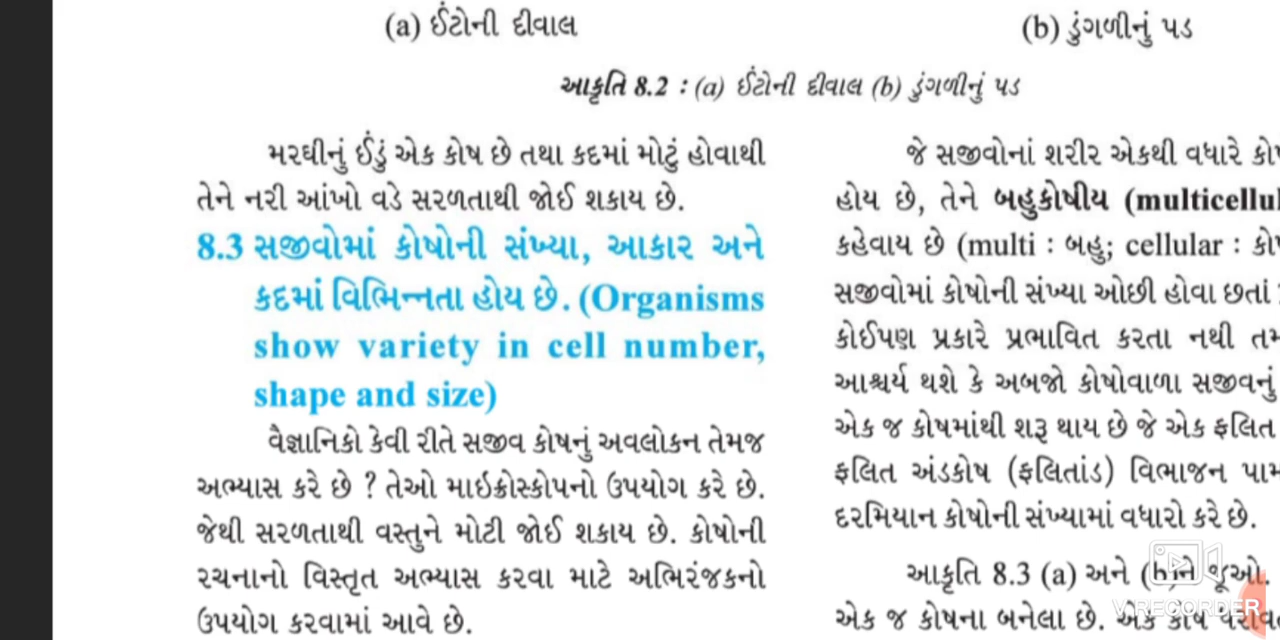 (a) ઈંટોની દીવાલ
(b) ડુંગળીનું પડ
આકૃતિ 8.2 : (a) ઈંટોની દીવાલ (b) ડુંગળીનું પડ
મરઘીનું ઈંડું એક કોષ છે તથા કદમાં મોટું હોવાથી
તેને નરી આંખો વડે સરળતાથી જોઈ શકાય છે.
8.3 સજીવોમાં કોષોની સંખ્યા, આકાર અને
કદમાં વિભિન્નતા હોય છે. (Organisms
show variety in cell number,
shape and size)
વૈજ્ઞાનિકો કેવી રીતે સજીવ કોષનું અવલોકન તેમજ
અભ્યાસ કરે છે ? તેઓ માઇક્રોસ્કોપનો ઉપયોગ કરે છે.
જેથી સરળતાથી વસ્તુને મોટી જોઈ શકાય છે. કોષોની
રચનાનો વિસ્તૃત અભ્યાસ કરવા માટે અભિરંજકનો
ઉપયોગ કરવામાં આવે છે.
જે સજીવોનાં શરીર એકથી વધારે
હોય છે, તેને બહુકોષીય
કહેવાય છે (multi : બહુ; cellular :
સજીવોમાં કોષોની સંખ્યા ઓછી હોવા છતાં
કોઈપણ પ્રકારે પ્રભાવિત કરતા નથી
આશ્ચર્ય થશે કે અબજો કોષોવાળા સજીવનું
એક જ કોષમાંથી શરૂ થાય છે જે એક ફલિત
ફલિત અંડકોષ (ફલિતાંડ) વિભાજન
દરમિયાન કોષોની સંખ્યામાં વધારો કરે છે.
આકૃતિ 8.3 (a) અને (b)ને જૂઓ.
એક જ કોષના બનેલા છે. એક કોષ
VIRECORDER